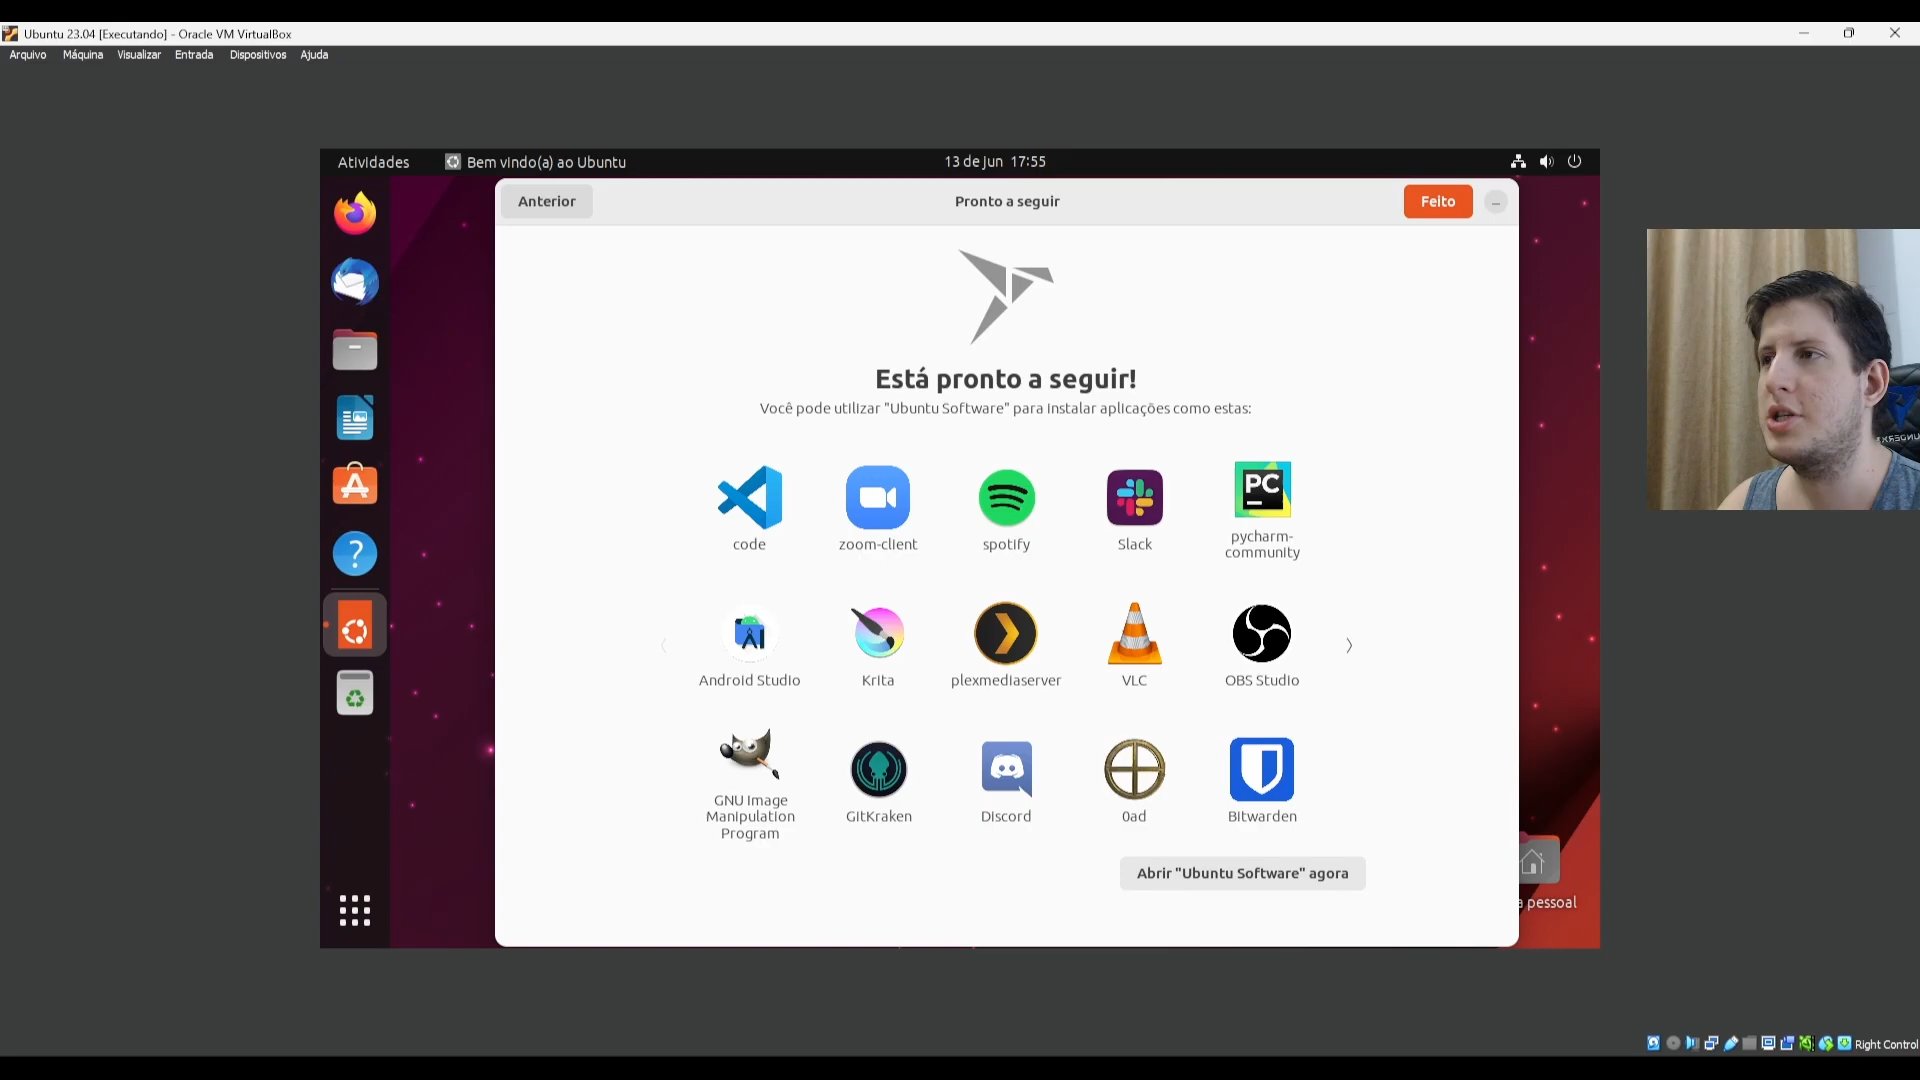 Ubuntu 23.04 [Executando] - Oracle VM VirtualBox
Arquivo Máquina Visualizar Entrada Dispositivos Ajuda
Atividades Bem vindo(a) ao Ubuntu 13 de jun 17:55
Anterior Pronto a seguir Feito
Está pronto a seguir!
Você pode utilizar "Ubuntu Software" para instalar aplicações como estas:
code zoom-client spotify Slack pycharm-
community
PC
Android Studio Krita plexmediaserver VLC OBS Studio
GNU Image
Manipulation
Program
GitKraken Discord 0ad Bitwarden
Abrir "Ubuntu Software" agora
a pessoal
Right Control